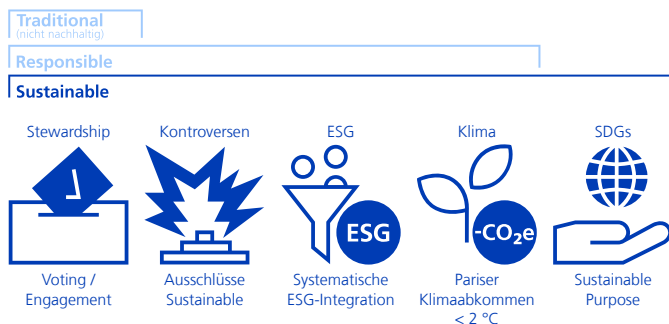 Traditional
(nicht nachhaltig)
Responsible
Sustainable
Stewardship
Kontroversen
ESG
Klima
SDGs
ESG
-CO₂e
Voting /
Engagement
Ausschlüsse
Sustainable
Systematische
ESG-Integration
Pariser
Klimaabkommen
< 2 °C
Sustainable
Purpose